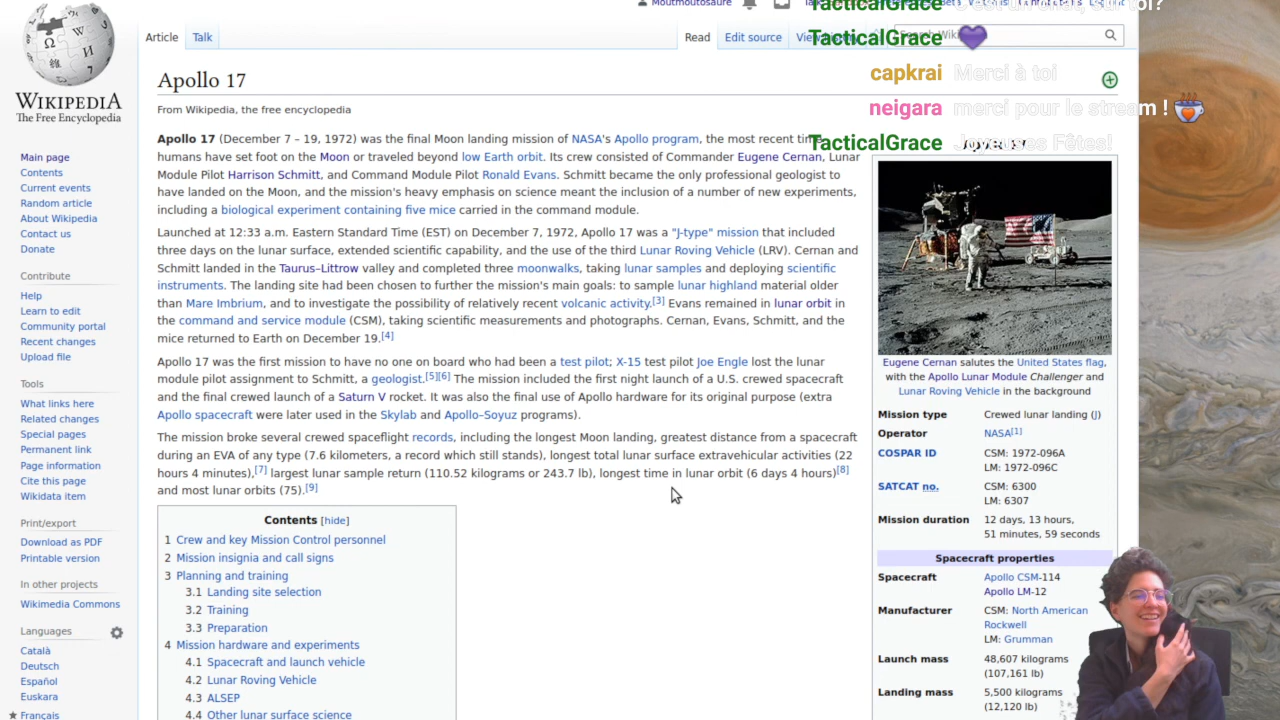 Moutmoutosaure
TacticalGrace C'est un chat, sur toi?
WIKIPEDIA
The Free Encyclopedia
Article Talk
Read Edit source
TacticalGrace
capkrai Merci à toi
neigara merci pour le stream !
TacticalGrace Joyeuses Fêtes!
Apollo 17
From Wikipedia, the free encyclopedia
Main page
Contents
Current events
Random article
About Wikipedia
Contact us
Donate
Contribute
Help
Learn to edit
Community portal
Recent changes
Upload file
Tools
What links here
Related changes
Special pages
Permanent link
Page information
Cite this page
Wikidata item
Print/export
Download as PDF
Printable version
In other projects
Wikimedia Commons
Languages
Català
Deutsch
Español
Euskara
Français
Apollo 17 (December 7 – 19, 1972) was the final Moon landing mission of NASA's Apollo program, the most recent time
humans have set foot on the Moon or traveled beyond low Earth orbit. Its crew consisted of Commander Eugene Cernan, Lunar
Module Pilot Harrison Schmitt, and Command Module Pilot Ronald Evans. Schmitt became the only professional geologist to
have landed on the Moon, and the mission's heavy emphasis on science meant the inclusion of a number of new experiments,
including a biological experiment containing five mice carried in the command module.
Launched at 12:33 a.m. Eastern Standard Time (EST) on December 7, 1972, Apollo 17 was a "J-type" mission that included
three days on the lunar surface, extended scientific capability, and the use of the third Lunar Roving Vehicle (LRV). Cernan and
Schmitt landed in the Taurus–Littrow valley and completed three moonwalks, taking lunar samples and deploying scientific
instruments. The landing site had been chosen to further the mission's main goals: to sample lunar highland material older
than Mare Imbrium, and to investigate the possibility of relatively recent volcanic activity.[3] Evans remained in lunar orbit in
the command and service module (CSM), taking scientific measurements and photographs. Cernan, Evans, Schmitt, and the
mice returned to Earth on December 19.[4]
Apollo 17 was the first mission to have no one on board who had been a test pilot; X-15 test pilot Joe Engle lost the lunar
module pilot assignment to Schmitt, a geologist.[5][6] The mission included the first night launch of a U.S. crewed spacecraft
and the final crewed launch of a Saturn V rocket. It was also the final use of Apollo hardware for its original purpose (extra
Apollo spacecraft were later used in the Skylab and Apollo–Soyuz programs).
The mission broke several crewed spaceflight records, including the longest Moon landing, greatest distance from a spacecraft
during an EVA of any type (7.6 kilometers, a record which still stands), longest total lunar surface extravehicular activities (22
hours 4 minutes),[7] largest lunar sample return (110.52 kilograms or 243.7 lb), longest time in lunar orbit (6 days 4 hours)[8]
and most lunar orbits (75).[9]
Contents [hide]
1 Crew and key Mission Control personnel
2 Mission insignia and call signs
3 Planning and training
3.1 Landing site selection
3.2 Training
3.3 Preparation
4 Mission hardware and experiments
4.1 Spacecraft and launch vehicle
4.2 Lunar Roving Vehicle
4.3 ALSEP
4.4 Other lunar surface science
Eugene Cernan salutes the United States flag,
with the Apollo Lunar Module Challenger and
Lunar Roving Vehicle in the background
Mission type Crewed lunar landing (J)
Operator NASA[1]
COSPAR ID CSM: 1972-096A
LM: 1972-096C
SATCAT no. CSM: 6300
LM: 6307
Mission duration 12 days, 13 hours,
51 minutes, 59 seconds
Spacecraft properties
Spacecraft Apollo CSM-114
Apollo LM-12
Manufacturer CSM: North American
Rockwell
LM: Grumman
Launch mass 48,607 kilograms
(107,161 lb)
Landing mass 5,500 kilograms
(12,120 lb)